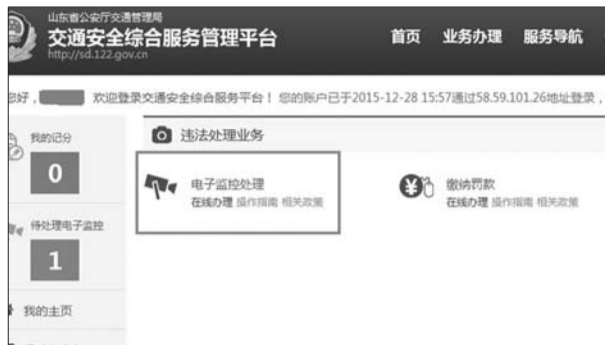 山东省公安厅交通管理局
交通安全综合服务管理平台
http://sd.122.gov.cn
首页 业务办理 服务导航
您好， 欢迎登录交通安全综合服务平台！您的账户已于2015-12-28 15:57通过58.59.101.26地址登录，
我的记分
0
待处理电子监控
1
我的主页
违法处理业务
电子监控处理
在线办理 操作指南 相关政策
缴纳罚款
在线办理 操作指南 相关政策